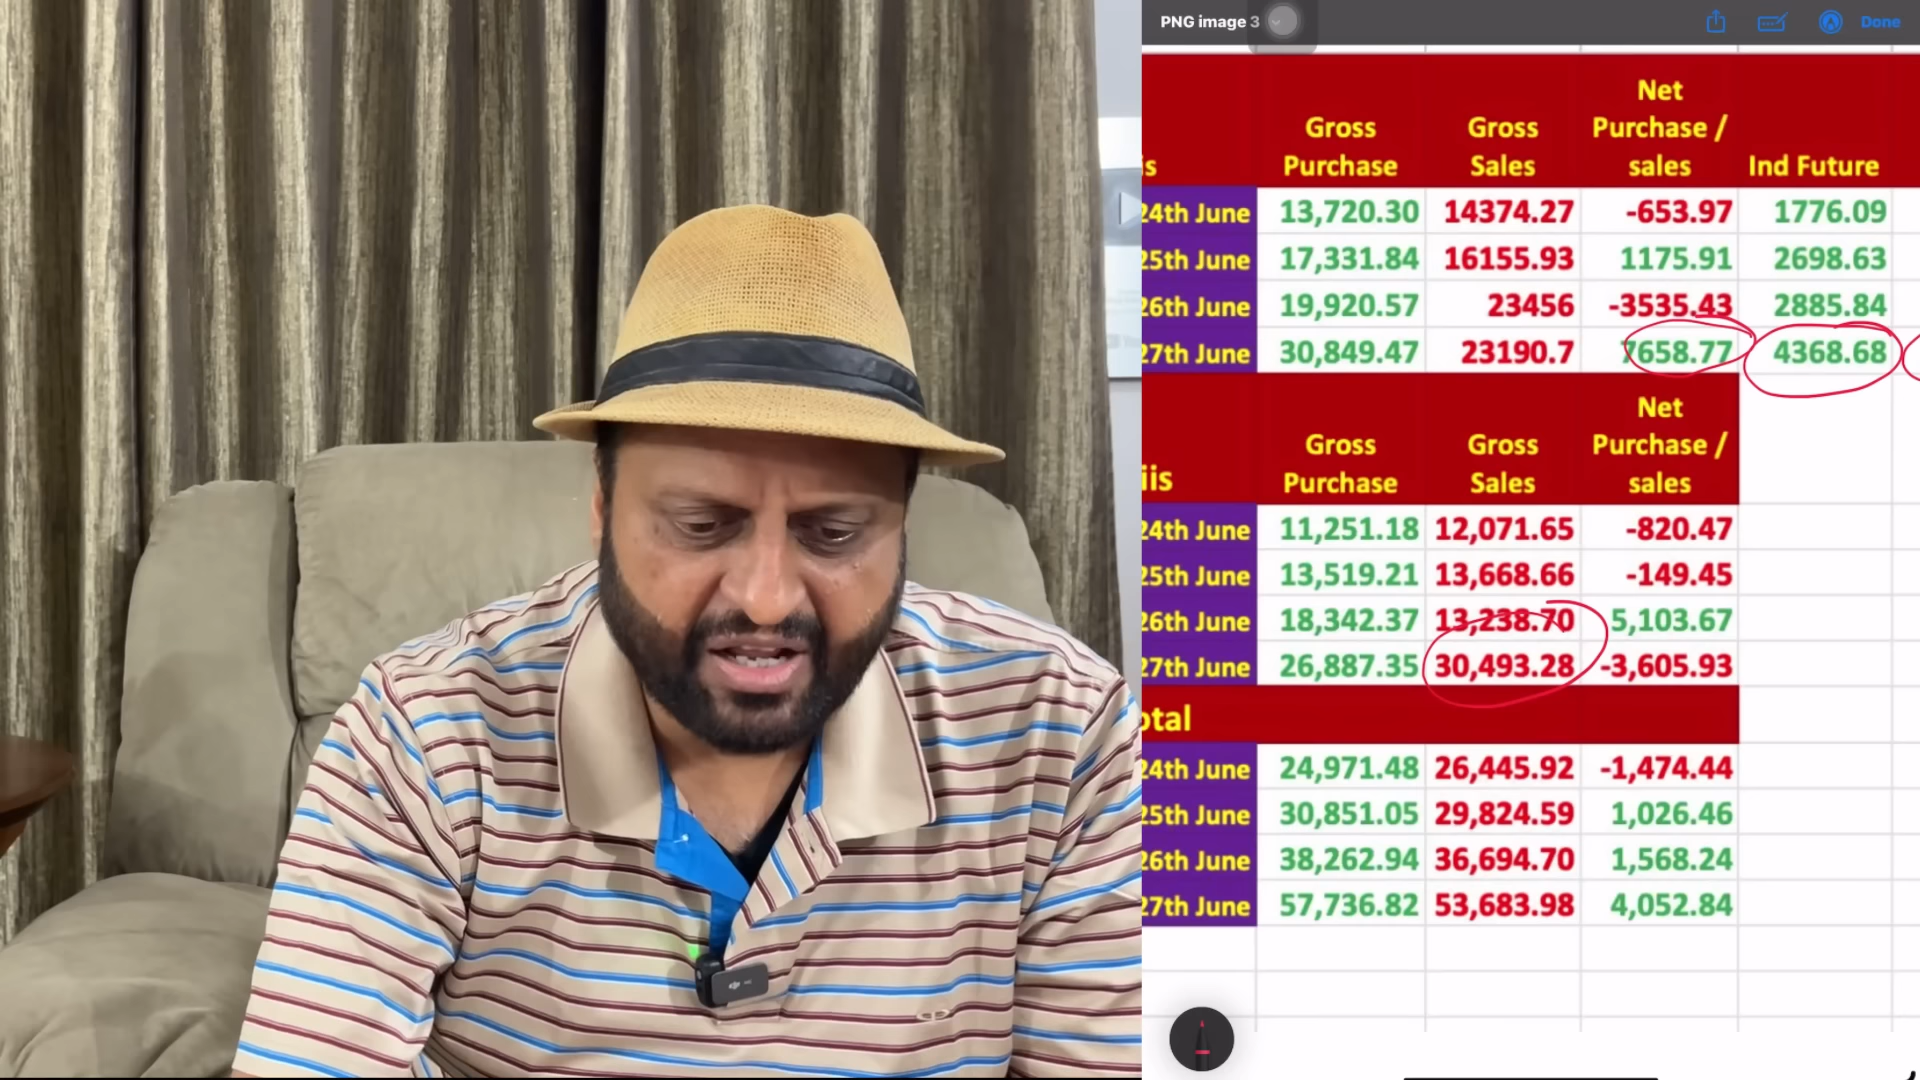 PNG image 3
Done
is Gross Purchase Gross Sales Net Purchase / sales Ind Future
24th June 13,720.30 14374.27 -653.97 1776.09
25th June 17,331.84 16155.93 1175.91 2698.63
26th June 19,920.57 23456 -3535.43 2885.84
27th June 30,849.47 23190.7 7658.77 4368.68
iis Gross Purchase Gross Sales Net Purchase / sales
24th June 11,251.18 12,071.65 -820.47
25th June 13,519.21 13,668.66 -149.45
26th June 18,342.37 13,238.70 5,103.67
27th June 26,887.35 30,493.28 -3,605.93
otal
24th June 24,971.48 26,445.92 -1,474.44
25th June 30,851.05 29,824.59 1,026.46
26th June 38,262.94 36,694.70 1,568.24
27th June 57,736.82 53,683.98 4,052.84
dji